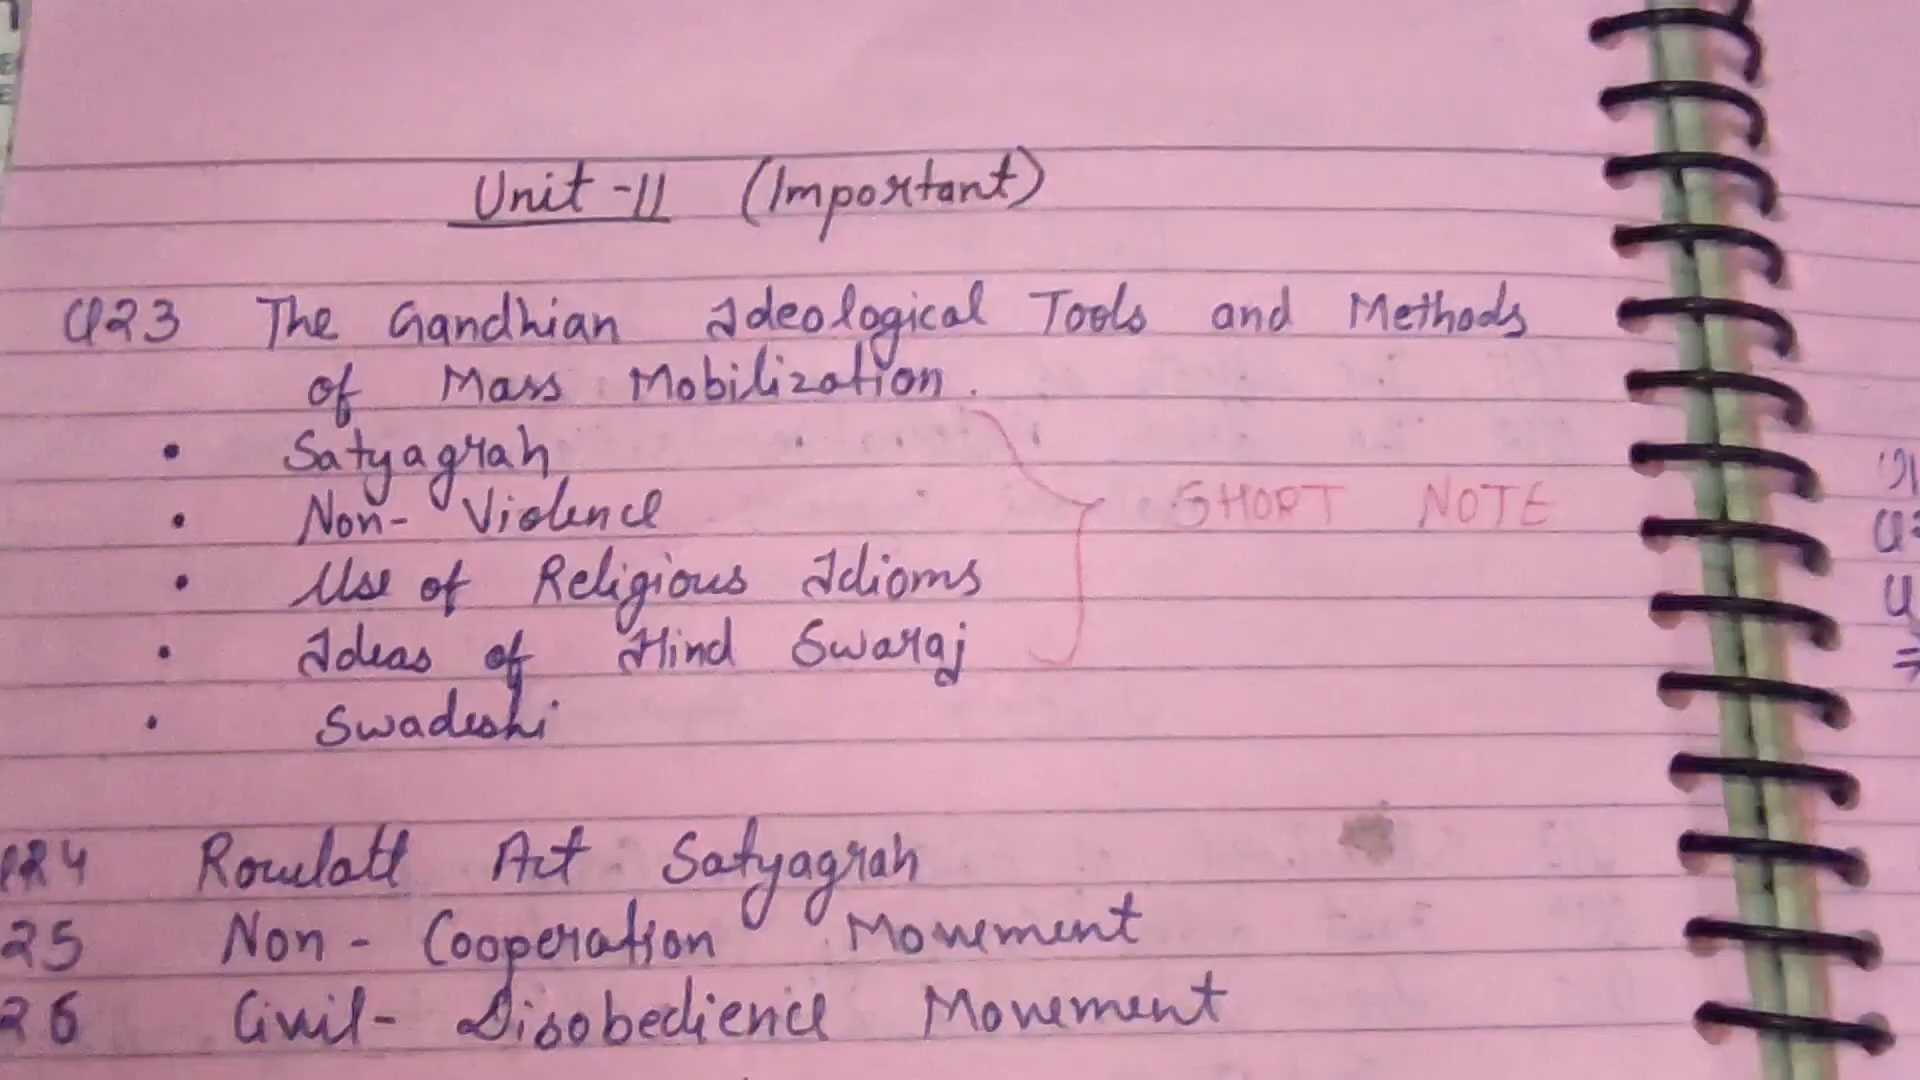 Unit -II (Important)
Q23 The Gandhian Ideological Tools and Methods
of Mass Mobilization.
• Satyagrah
• Non-Violence
SHORT NOTE
• Use of Religious Idioms
• Ideas of Hind Swaraj
• Swadeshi
Q24 Rowlatt Act Satyagrah
25 Non-Cooperation Movement
26 Civil-Disobedience Movement